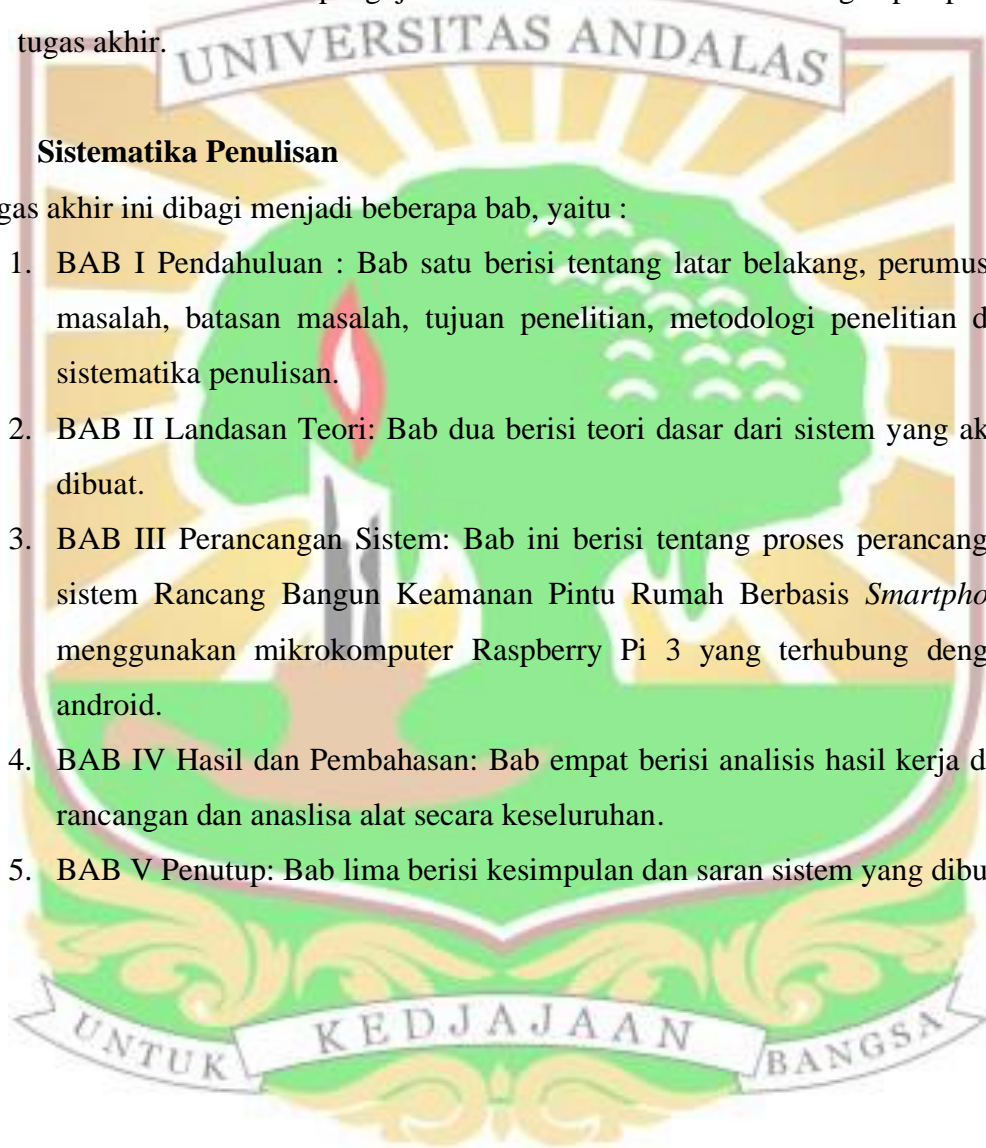 tugas akhir.
UNIVERSITAS ANDALAS
Sistematika Penulisan
gas akhir ini dibagi menjadi beberapa bab, yaitu :
1. BAB I Pendahuluan : Bab satu berisi tentang latar belakang, perumus
masalah, batasan masalah, tujuan penelitian, metodologi penelitian d
sistematika penulisan.
2. BAB II Landasan Teori: Bab dua berisi teori dasar dari sistem yang ak
dibuat.
3. BAB III Perancangan Sistem: Bab ini berisi tentang proses perancang
sistem Rancang Bangun Keamanan Pintu Rumah Berbasis Smartpho
menggunakan mikrokomputer Raspberry Pi 3 yang terhubung deng
android.
4. BAB IV Hasil dan Pembahasan: Bab empat berisi analisis hasil kerja d
rancangan dan anaslisa alat secara keseluruhan.
5. BAB V Penutup: Bab lima berisi kesimpulan dan saran sistem yang dibu
UNTUK KEDJAJAAN BANGSA